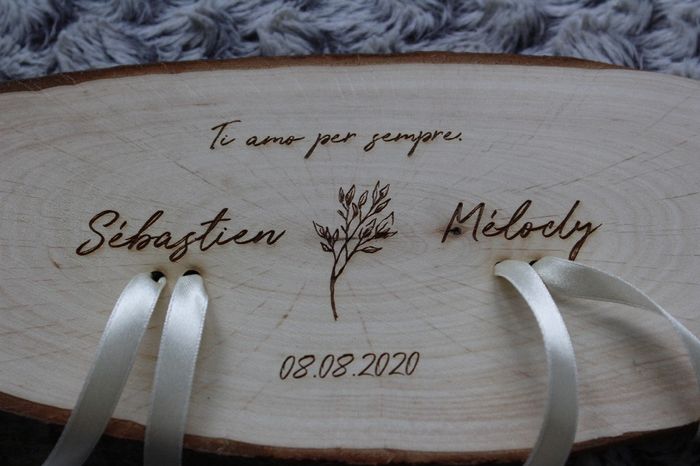 Ti amo per sempre.
Sébastien
Mélody
08.08.2020